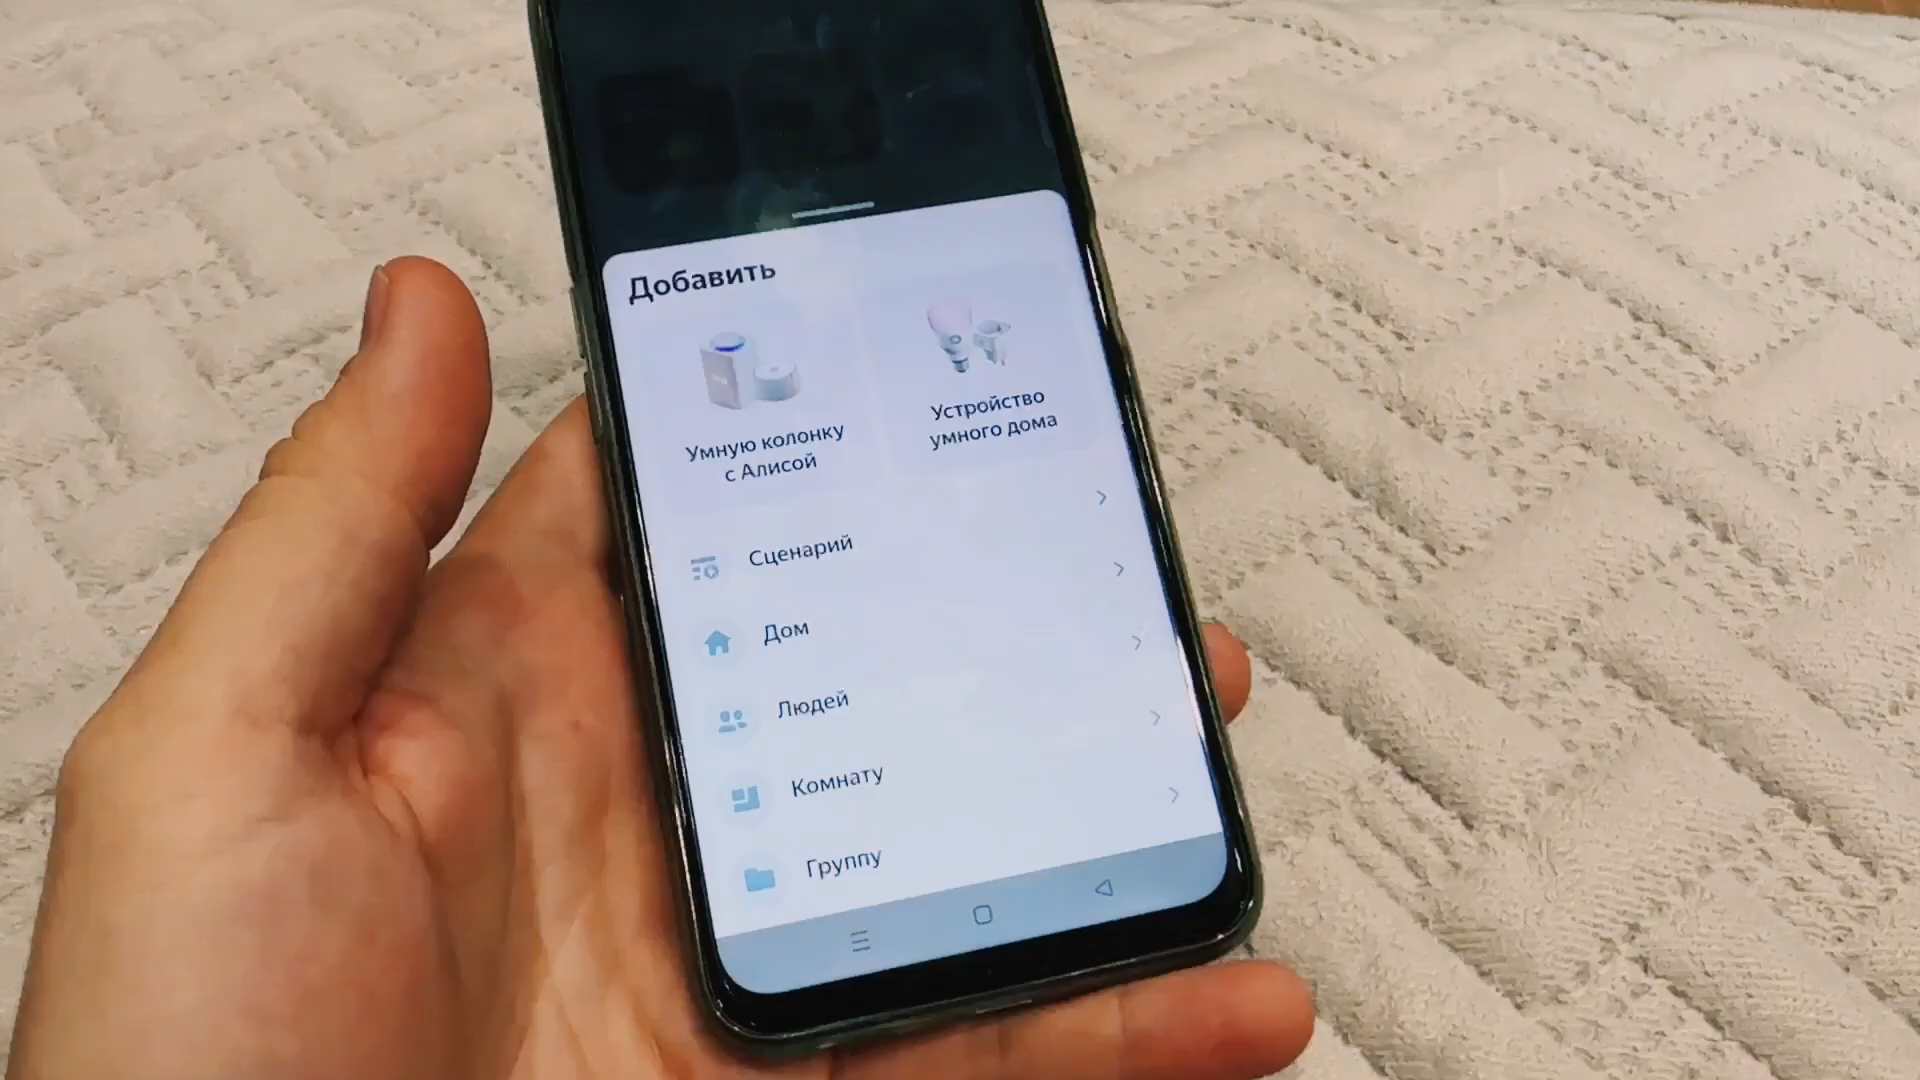 Добавить
Умную колонку
с Алисой
Устройство
умного дома
Сценарий
Дом
Людей
Комнату
Группу